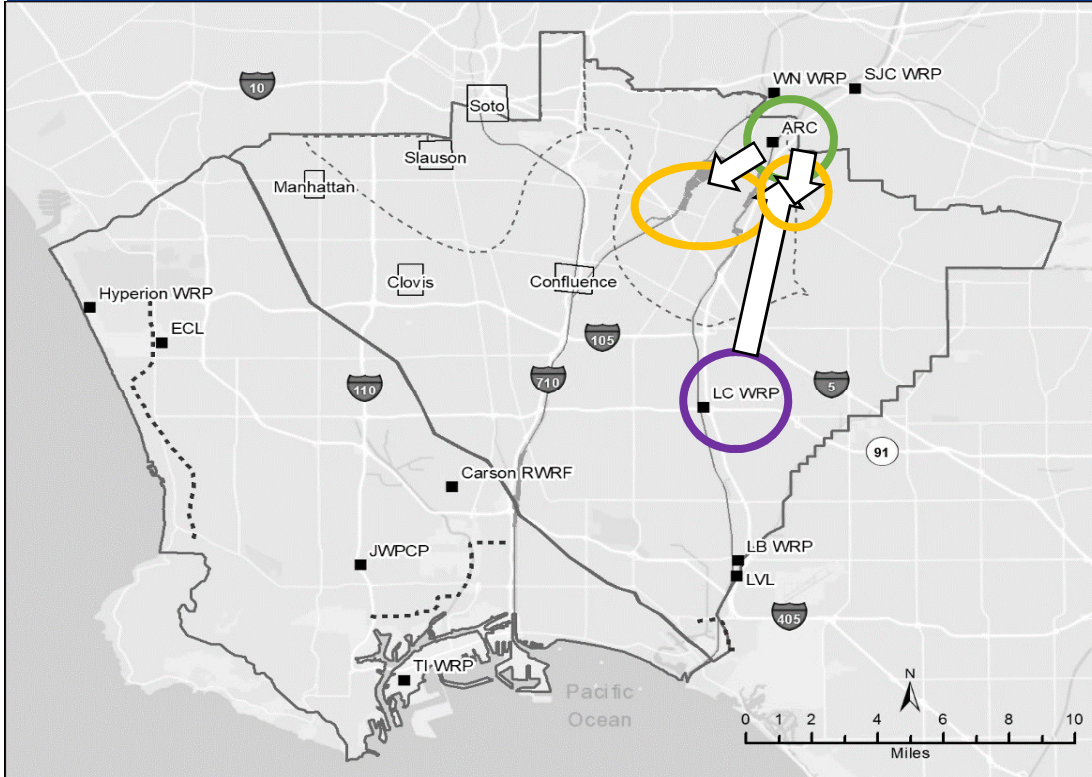 WN WRP
SJC WRP
10
Soto
ARC
Slauson
Manhattan
Clovis
Confluence
Hyperion WRP
ECL
105
710
110
5
LC WRP
91
Carson RWRF
JWPCP
LB WRP
LVL
405
TI WRP
Pacific
Ocean
N
0 1 2 4 6 8 10
Miles